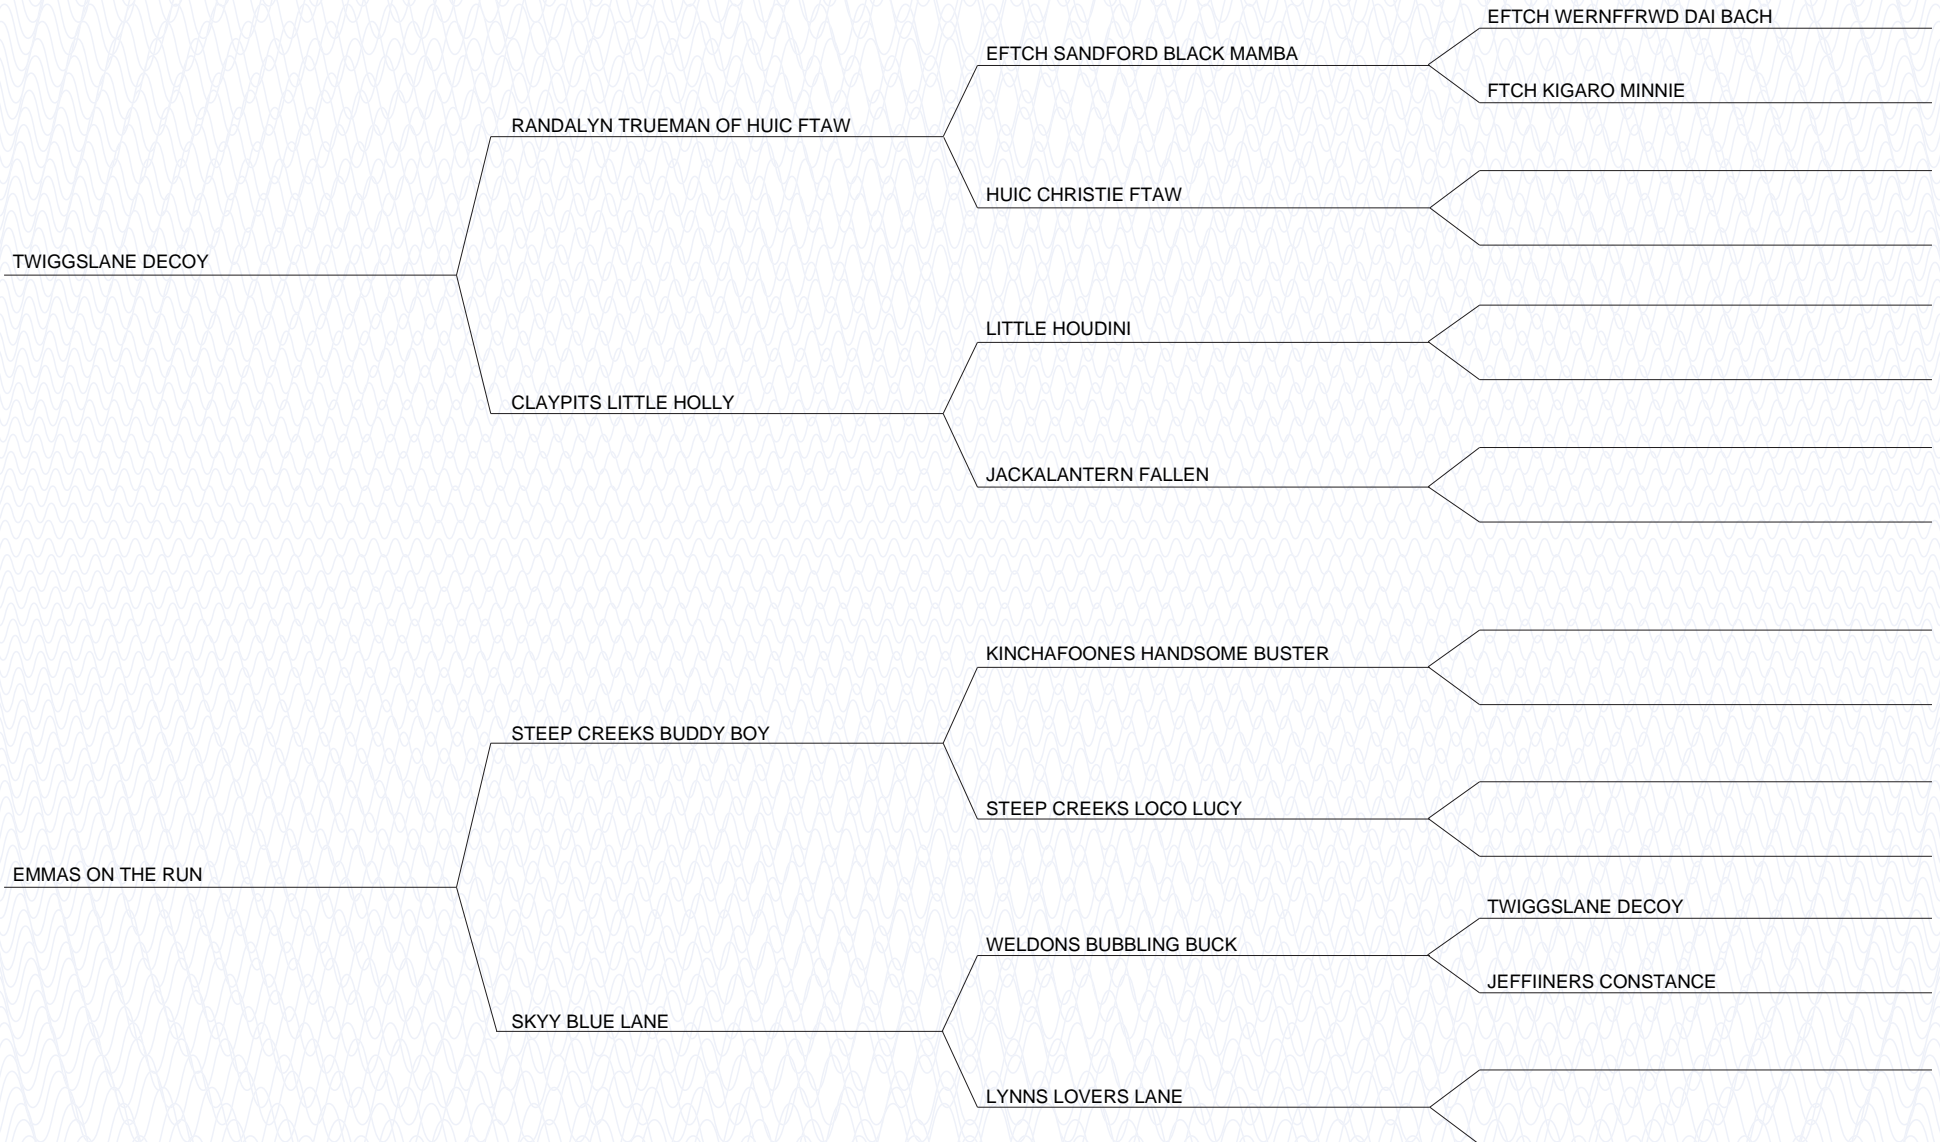 EFTCH WERNFFRWD DAI BACH
EFTCH SANDFORD BLACK MAMBA
FTCH KIGARO MINNIE
RANDALYN TRUEMAN OF HUIC FTAW
HUIC CHRISTIE FTAW
TWIGGSLANE DECOY
LITTLE HOUDINI
CLAYPITS LITTLE HOLLY
JACKALANTERN FALLEN
KINCHAFOONES HANDSOME BUSTER
STEEP CREEKS BUDDY BOY
STEEP CREEKS LOCO LUCY
EMMAS ON THE RUN
TWIGGSLANE DECOY
WELDONS BUBBLING BUCK
JEFFIINERS CONSTANCE
SKYY BLUE LANE
LYNNS LOVERS LANE